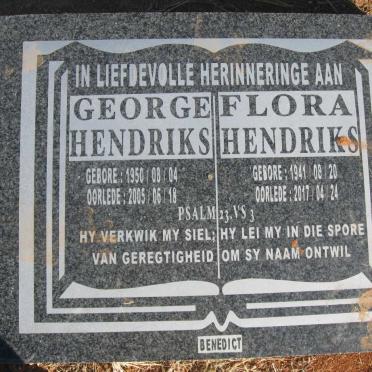 IN LIEFDEVOLLE HERINNERINGE AAN
GEORGE HENDRIKS
GEBORE : 1950 / 08 / 04
OORLEDE : 2005 / 06 / 18
FLORA HENDRIKS
GEBORE : 1941 / 08 / 20
OORLEDE : 2017 / 04 / 24
PSALM 23, VS 3
HY VERKWIK MY SIEL; HY LEI MY IN DIE SPORE
VAN GEREGTIGHEID OM SY NAAM ONTWIL
BENEDICT